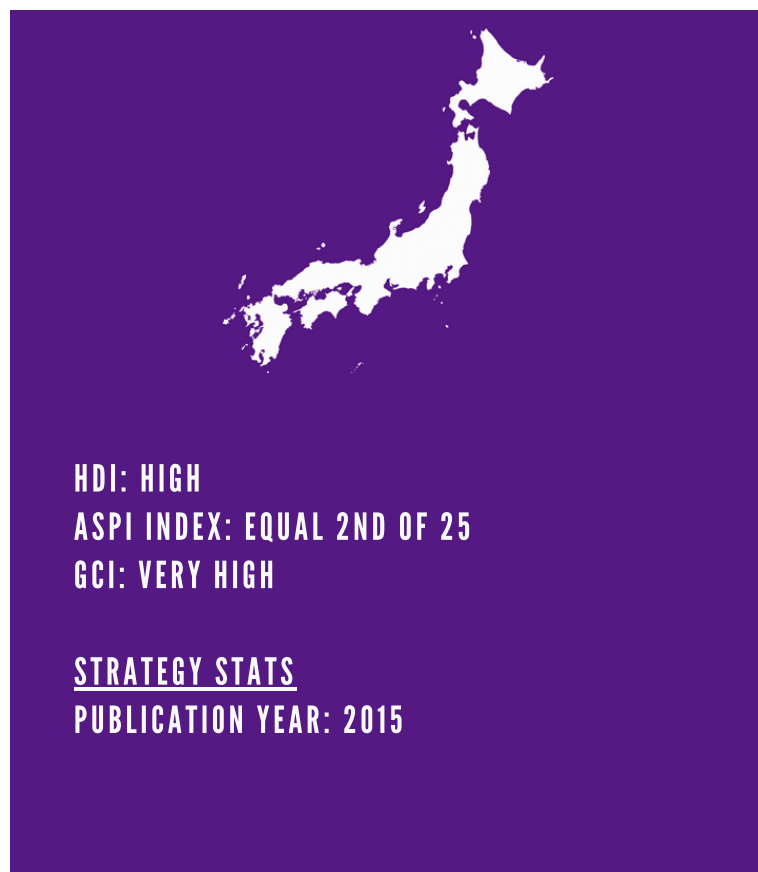 HDI: HIGH
ASPI INDEX: EQUAL 2ND OF 25
GCI: VERY HIGH
STRATEGY STATS
PUBLICATION YEAR: 2015